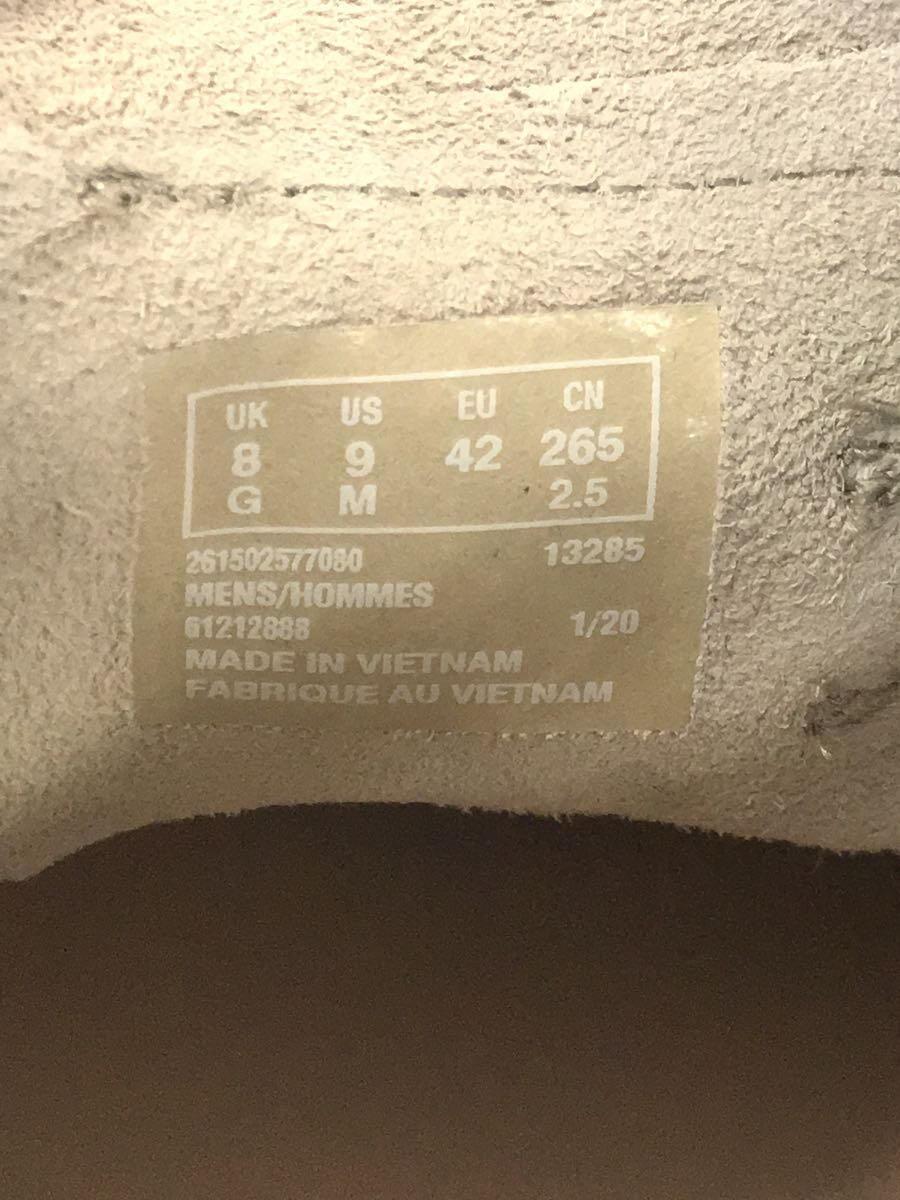 UK US EU CN
8 9 42 265
G M 2.5
261502577080 13285
MENS/HOMMES
61212888 1/20
MADE IN VIETNAM
FABRIQUE AU VIETNAM